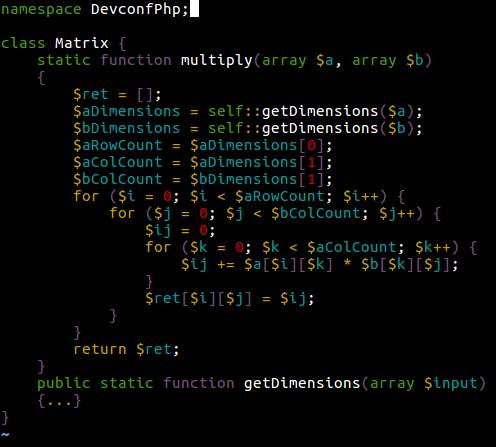 namespace DevconfPhp;
class Matrix {
    static function multiply(array $a, array $b)
    {
        $ret = [];
        $aDimensions = self::getDimensions($a);
        $bDimensions = self::getDimensions($b);
        $aRowCount = $aDimensions[0];
        $aColCount = $aDimensions[1];
        $bColCount = $bDimensions[1];
        for ($i = 0; $i < $aRowCount; $i++) {
            for ($j = 0; $j < $bColCount; $j++) {
                $ij = 0;
                for ($k = 0; $k < $aColCount; $k++) {
                    $ij += $a[$i][$k] * $b[$k][$j];
                }
                $ret[$i][$j] = $ij;
            }
        }
        return $ret;
    }
    public static function getDimensions(array $input)
    {...}
}
~